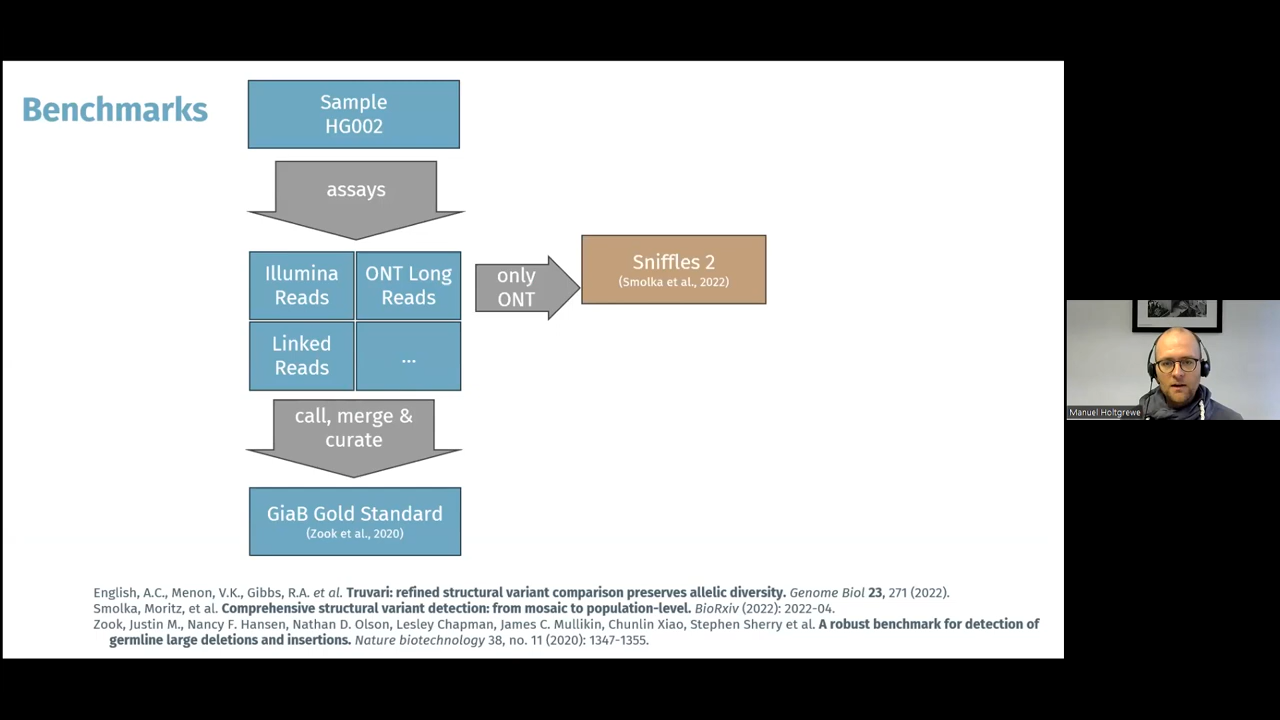 Benchmarks
Sample
HG002
assays
Illumina
Reads
ONT Long
Reads
Linked
Reads
...
only
ONT
Sniffles 2
(Smolka et al., 2022)
call, merge &
curate
GiaB Gold Standard
(Zook et al., 2020)
English, A.C., Menon, V.K., Gibbs, R.A. et al. Truvari: refined structural variant comparison preserves allelic diversity. Genome Biol 23, 271 (2022).
Smolka, Moritz, et al. Comprehensive structural variant detection: from mosaic to population-level. BioRxiv (2022): 2022-04.
Zook, Justin M., Nancy F. Hansen, Nathan D. Olson, Lesley Chapman, James C. Mullikin, Chunlin Xiao, Stephen Sherry et al. A robust benchmark for detection of
germline large deletions and insertions. Nature biotechnology 38, no. 11 (2020): 1347-1355.
Manuel Holtgrewe